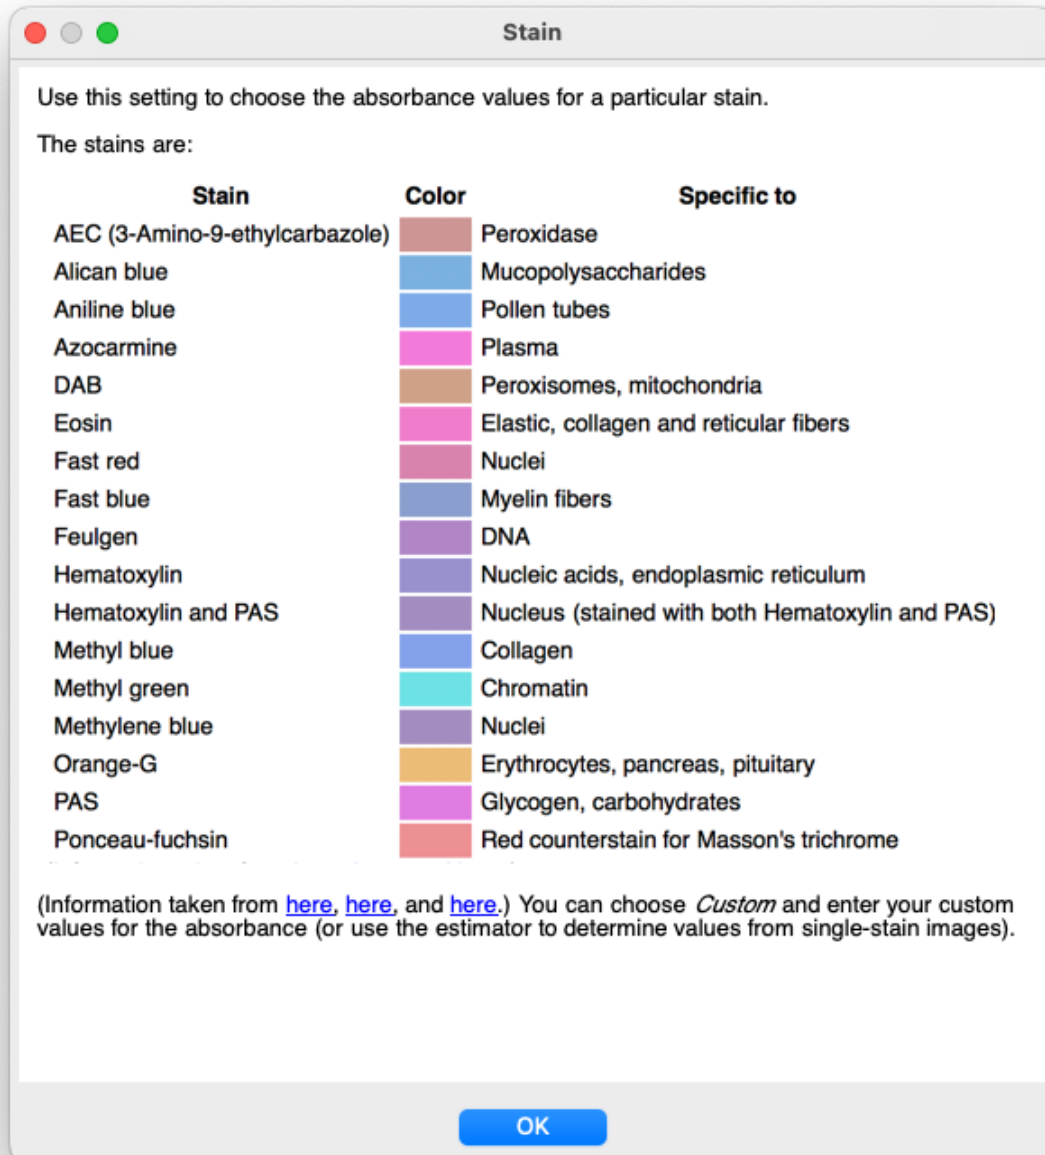 Stain
Use this setting to choose the absorbance values for a particular stain.
The stains are:
Stain Color Specific to
AEC (3-Amino-9-ethylcarbazole) Peroxidase
Alican blue Mucopolysaccharides
Aniline blue Pollen tubes
Azocarmine Plasma
DAB Peroxisomes, mitochondria
Eosin Elastic, collagen and reticular fibers
Fast red Nuclei
Fast blue Myelin fibers
Feulgen DNA
Hematoxylin Nucleic acids, endoplasmic reticulum
Hematoxylin and PAS Nucleus (stained with both Hematoxylin and PAS)
Methyl blue Collagen
Methyl green Chromatin
Methylene blue Nuclei
Orange-G Erythrocytes, pancreas, pituitary
PAS Glycogen, carbohydrates
Ponceau-fuchsin Red counterstain for Masson's trichrome
(Information taken from here, here, and here.) You can choose Custom and enter your custom
values for the absorbance (or use the estimator to determine values from single-stain images).
OK